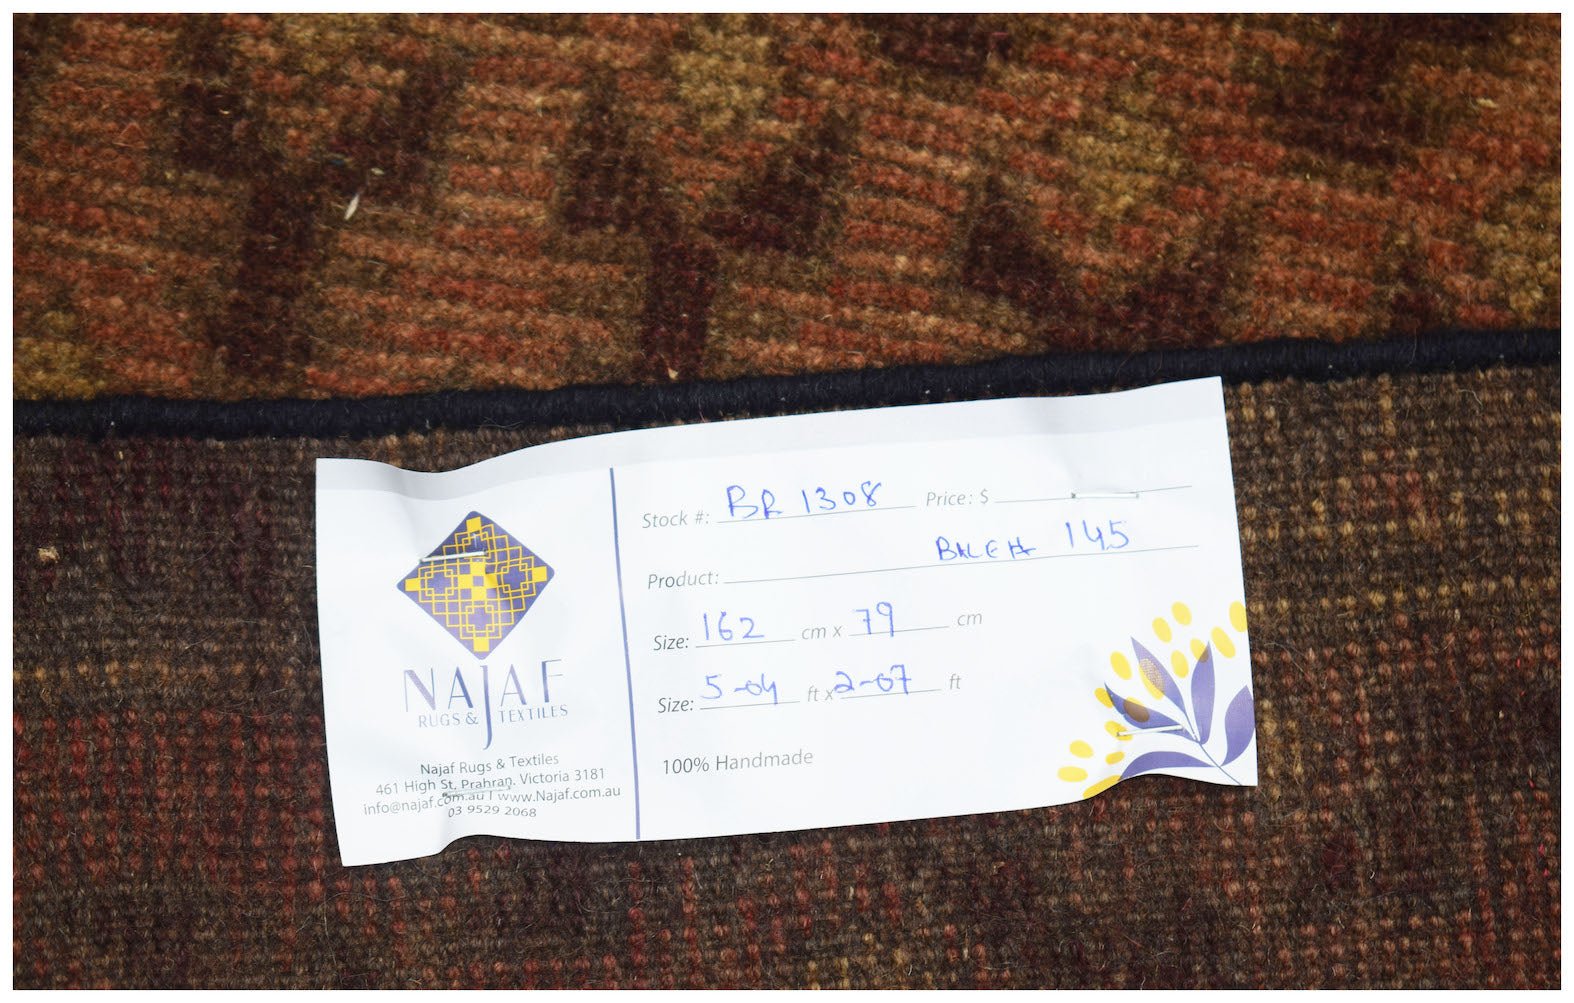 NAJAF
RUGS & TEXTILES
Najaf Rugs & Textiles
461 High St, Prahran. Victoria 3181
info@najaf.com.au | www.Najaf.com.au
03 9529 2068
Stock #: BR 1308 Price: $
Product: BALE # 145
Size: 162 cm x 79 cm
Size: 5-04 ft x 2-07 ft
100% Handmade